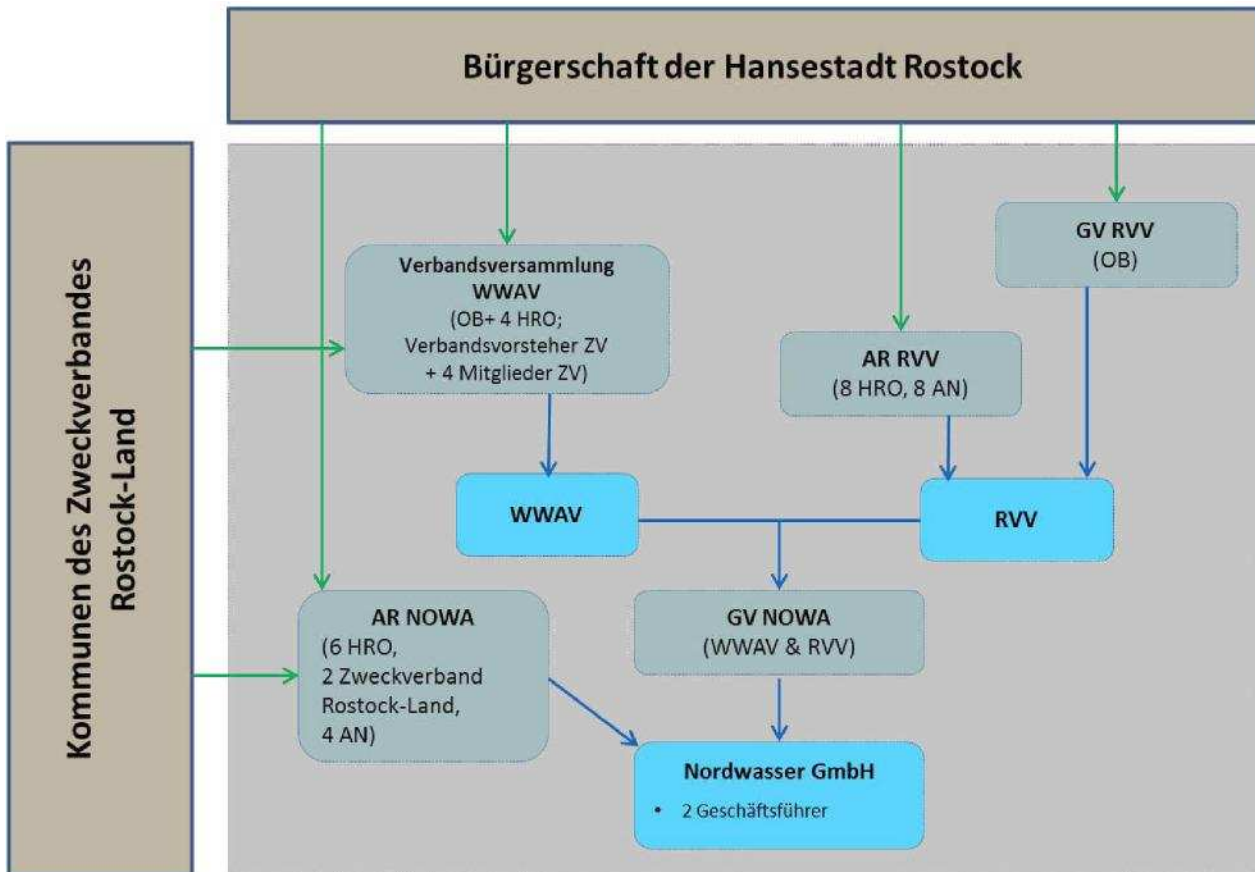 Bürgerschaft der Hansestadt Rostock
Kommunen des Zweckverbandes
Rostock-Land
GV RVV
(OB)
Verbandsversammlung
WWAV
(OB+ 4 HRO;
Verbandsvorsteher ZV
+ 4 Mitglieder ZV)
AR RVV
(8 HRO, 8 AN)
WWAV
RVV
AR NOWA
(6 HRO,
2 Zweckverband
Rostock-Land,
4 AN)
GV NOWA
(WWAV & RVV)
Nordwasser GmbH
• 2 Geschäftsführer